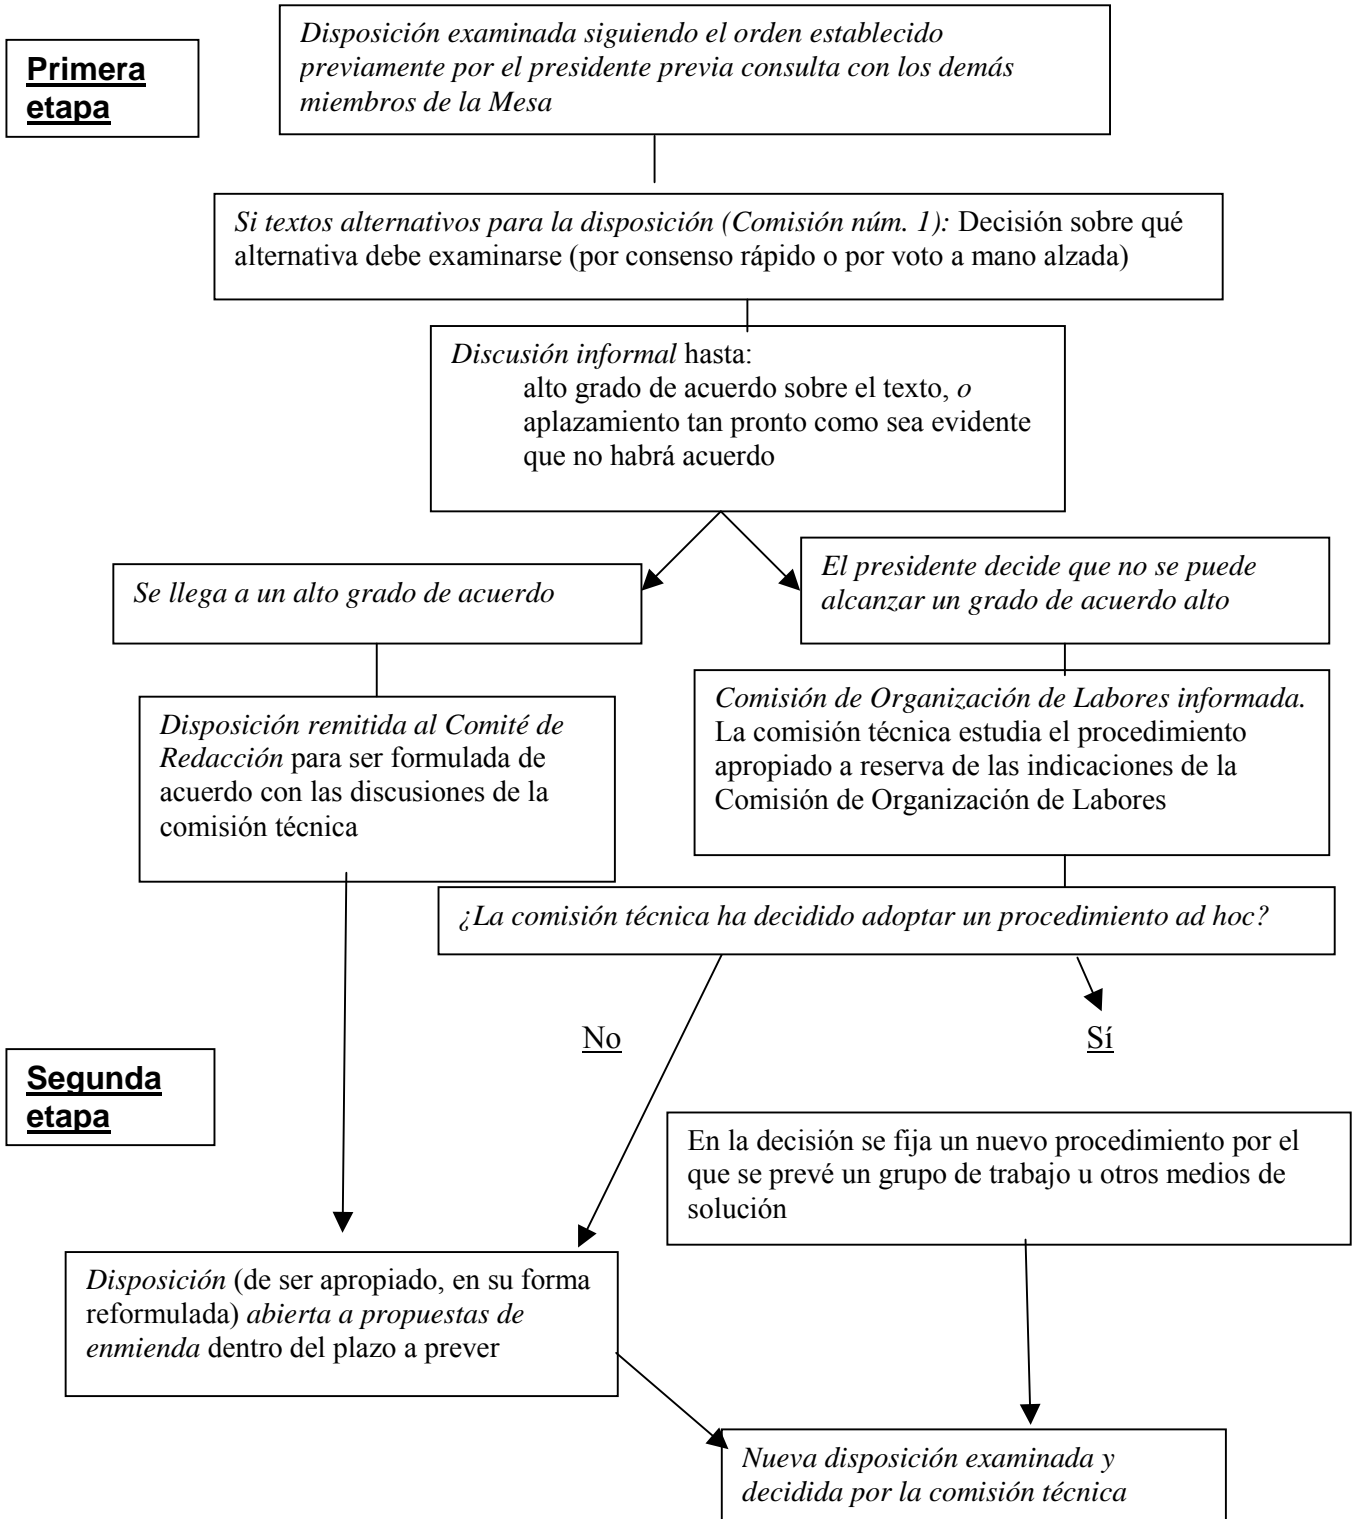 Primera
etapa
Disposición examinada siguiendo el orden establecido
previamente por el presidente previa consulta con los demás
miembros de la Mesa
Si textos alternativos para la disposición (Comisión núm. 1): Decisión sobre qué
alternativa debe examinarse (por consenso rápido o por voto a mano alzada)
Discusión informal hasta:
alto grado de acuerdo sobre el texto, o
aplazamiento tan pronto como sea evidente
que no habrá acuerdo
Se llega a un alto grado de acuerdo
El presidente decide que no se puede
alcanzar un grado de acuerdo alto
Disposición remitida al Comité de
Redacción para ser formulada de
acuerdo con las discusiones de la
comisión técnica
Comisión de Organización de Labores informada.
La comisión técnica estudia el procedimiento
apropiado a reserva de las indicaciones de la
Comisión de Organización de Labores
¿La comisión técnica ha decidido adoptar un procedimiento ad hoc?
No
Sí
Segunda
etapa
En la decisión se fija un nuevo procedimiento por el
que se prevé un grupo de trabajo u otros medios de
solución
Disposición (de ser apropiado, en su forma
reformulada) abierta a propuestas de
enmienda dentro del plazo a prever
Nueva disposición examinada y
decidida por la comisión técnica